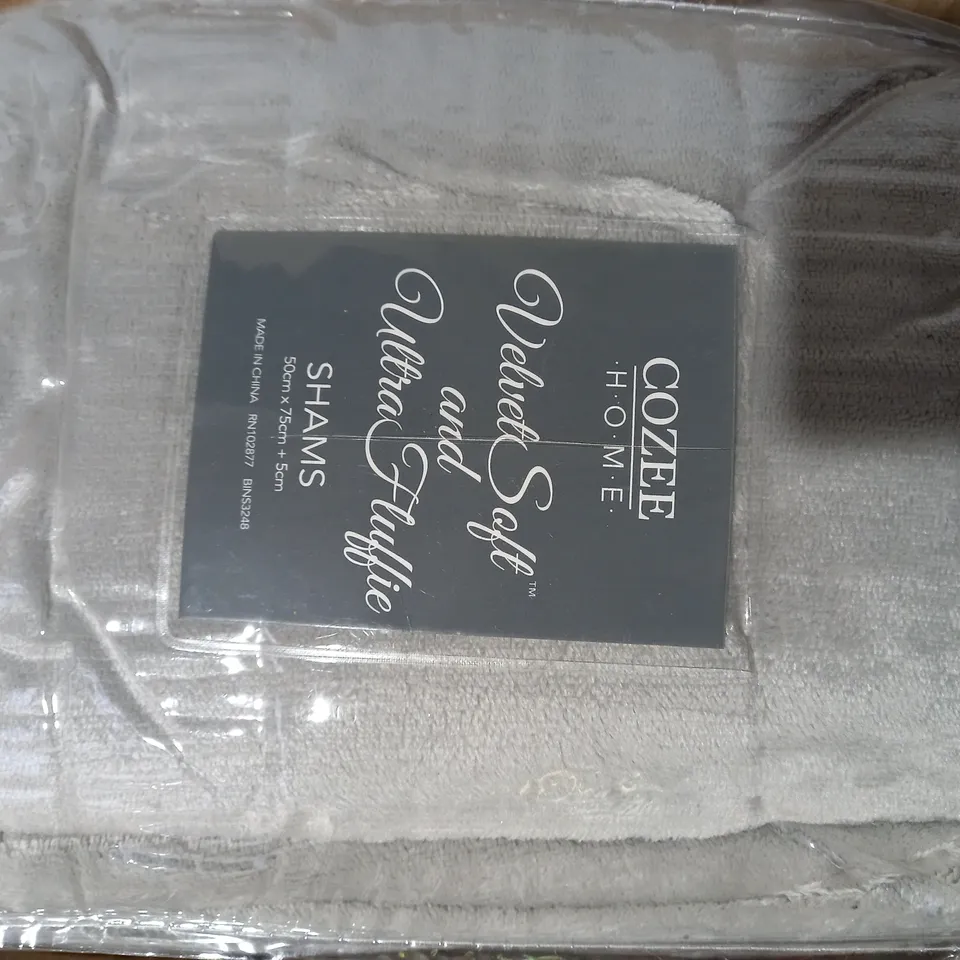 COZEE
·H·O·M·E·
Velvet Soft™
and
Ultra Fluffie
SHAMS
50cm x 75cm + 5cm
MADE IN CHINA RN102877 BINS3248